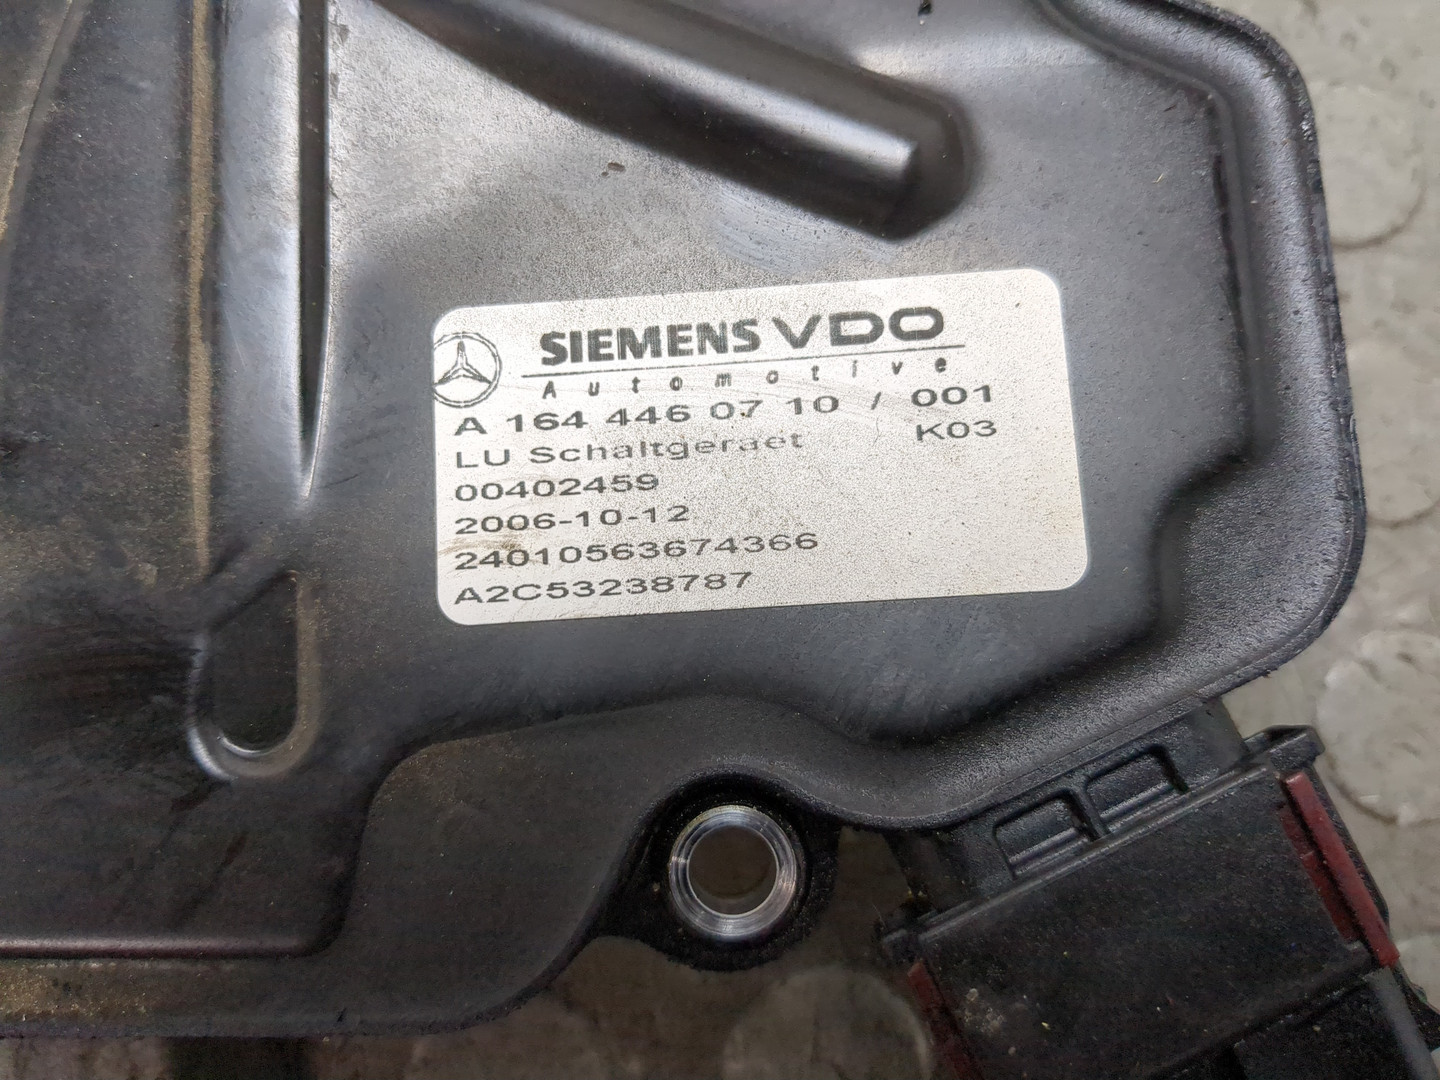 SIEMENS VDO
Automotive
A 164 446 07 10 / 001
LU Schaltgeraet K03
00402459
2006-10-12
24010563674366
A2C53238787